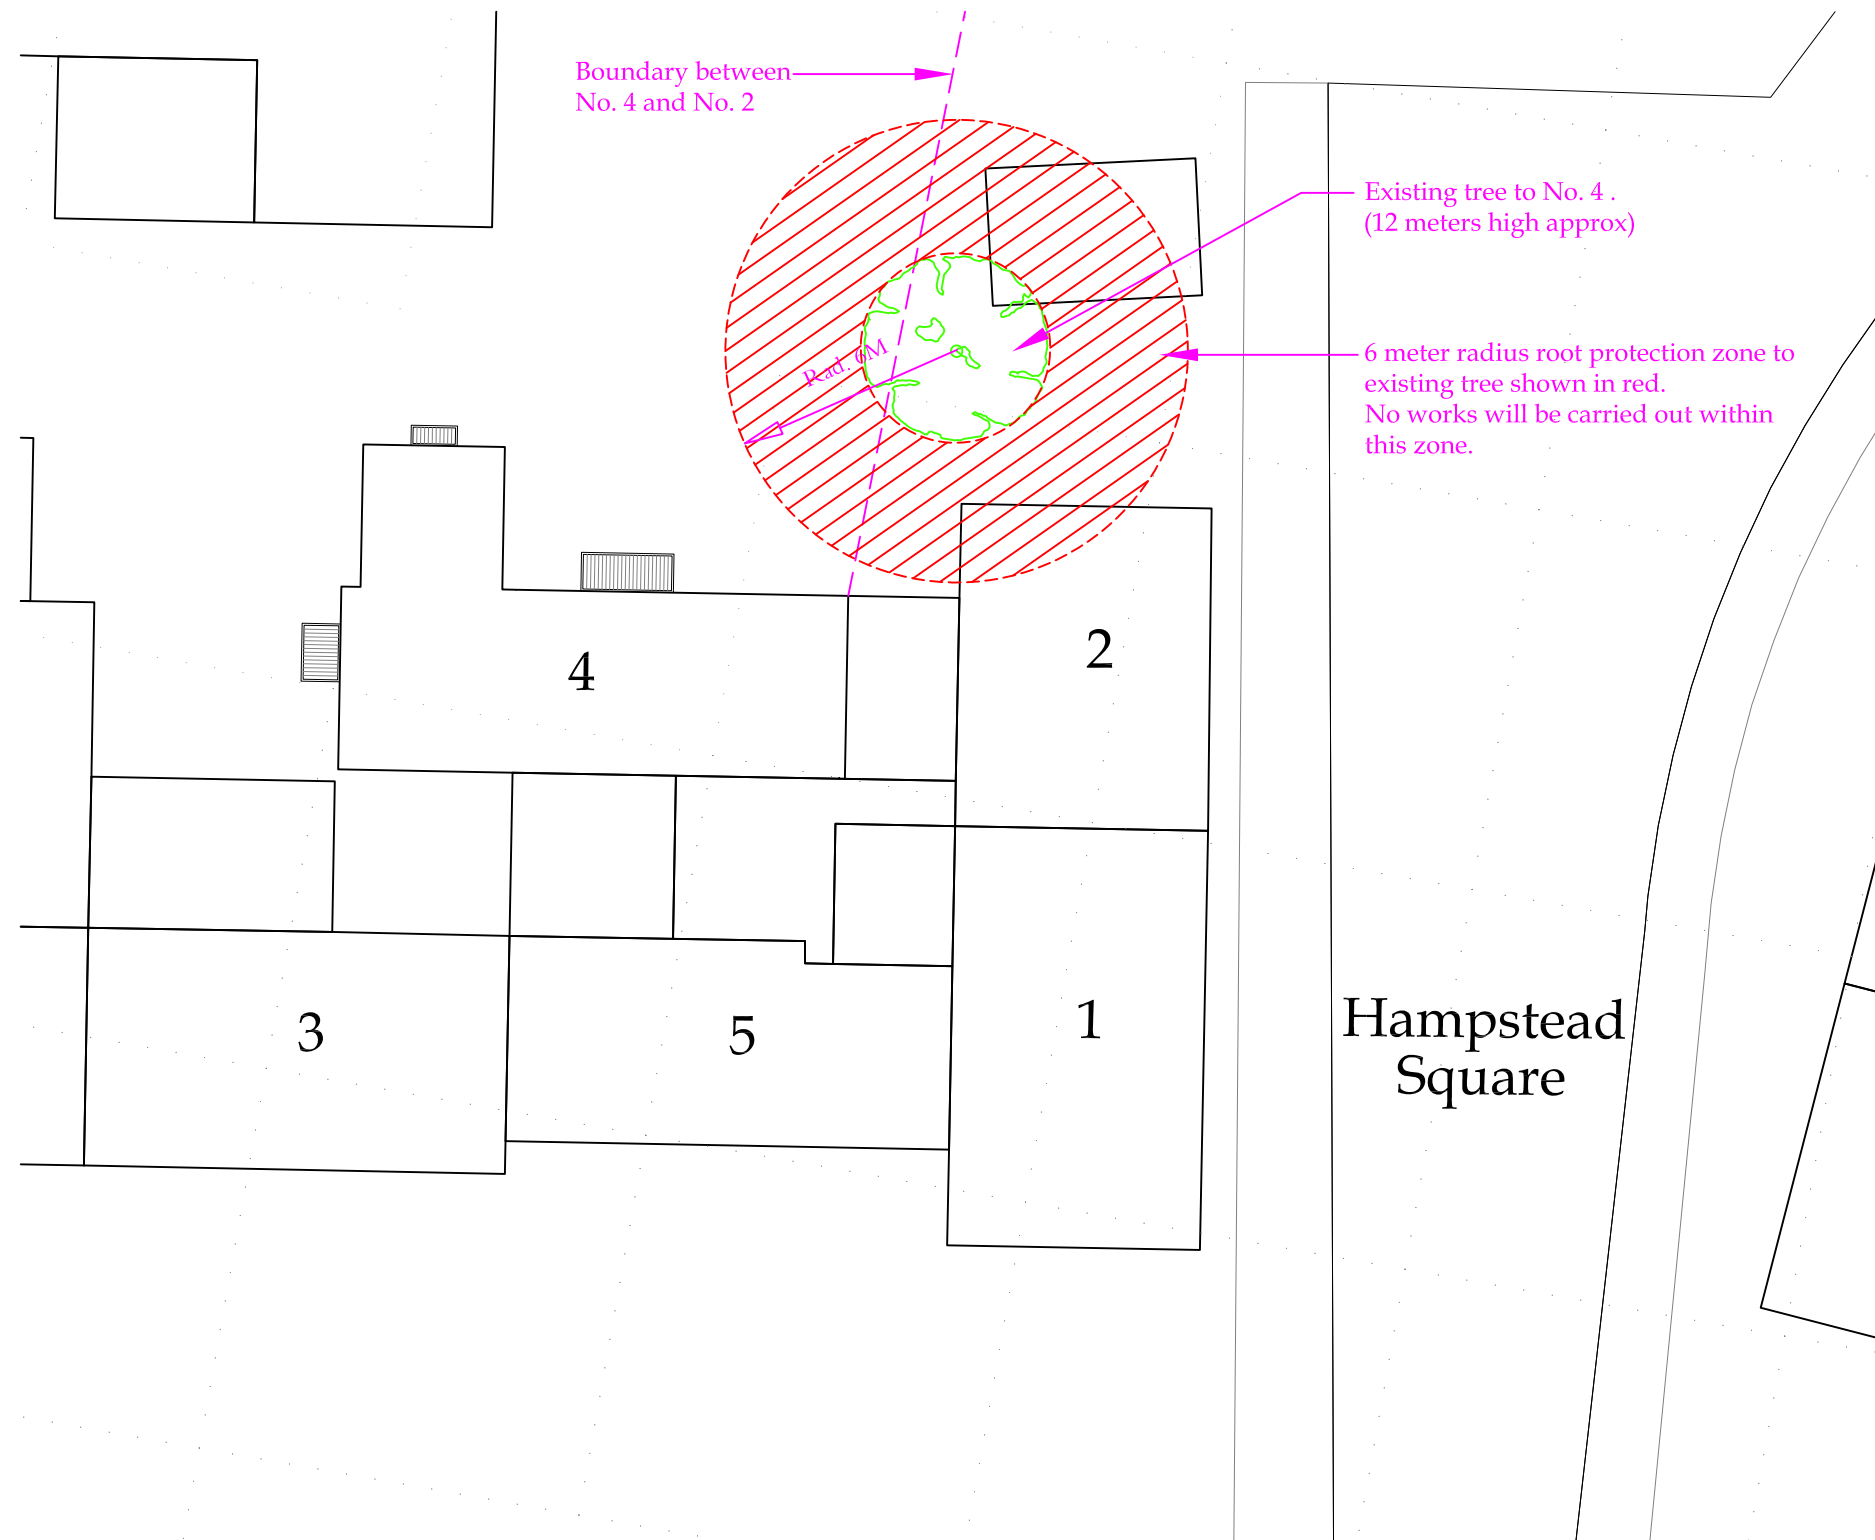 Boundary between
No. 4 and No. 2
Existing tree to No. 4 .
(12 meters high approx)
Rad. 6M
6 meter radius root protection zone to
existing tree shown in red.
No works will be carried out within
this zone.
2
4
3
5
1
Hampstead
Square